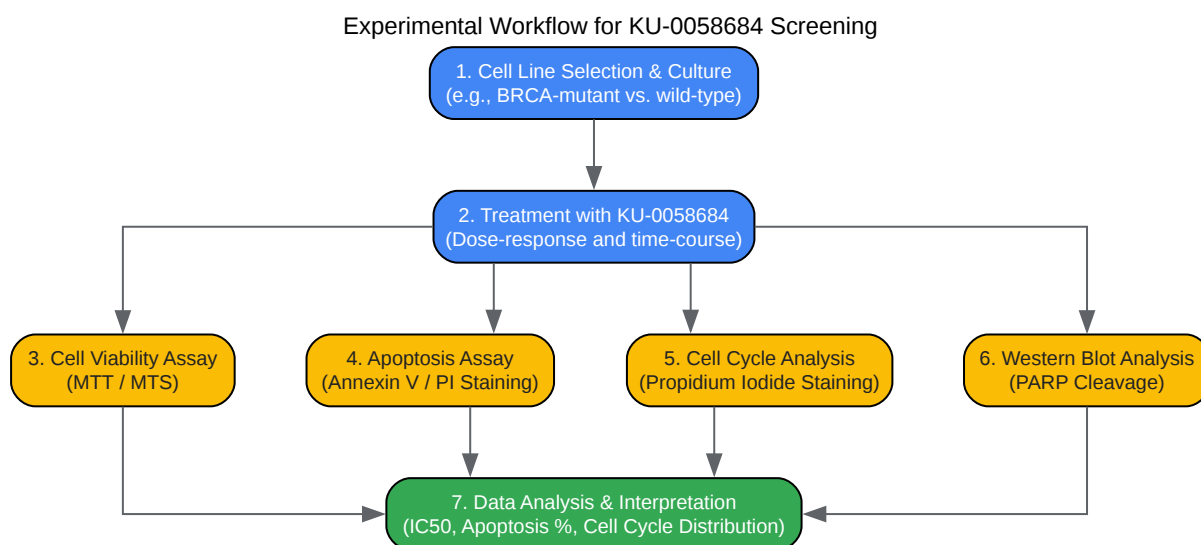 Experimental Workflow for KU-0058684 Screening
1. Cell Line Selection & Culture
(e.g., BRCA-mutant vs. wild-type)
2. Treatment with KU-0058684
(Dose-response and time-course)
3. Cell Viability Assay
(MTT / MTS)
4. Apoptosis Assay
(Annexin V / PI Staining)
5. Cell Cycle Analysis
(Propidium Iodide Staining)
6. Western Blot Analysis
(PARP Cleavage)
7. Data Analysis & Interpretation
(IC50, Apoptosis %, Cell Cycle Distribution)